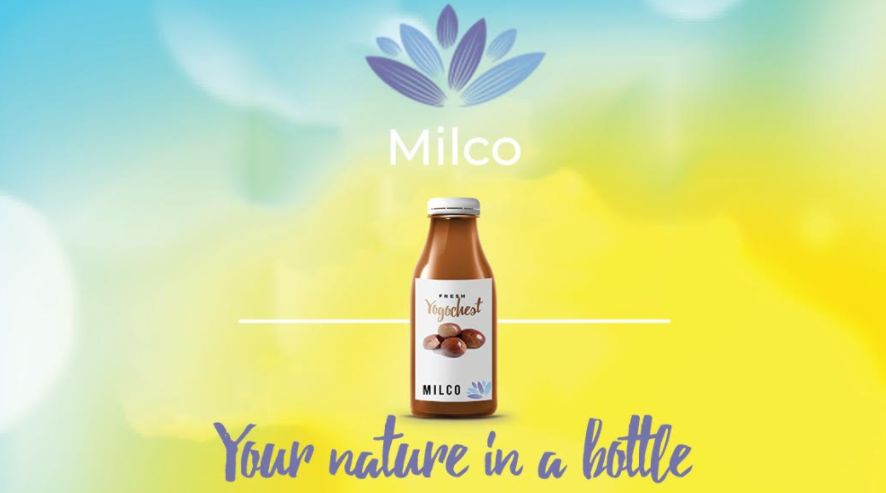 Milco
FRESH
Yogochest
MILCO
Your nature in a bottle